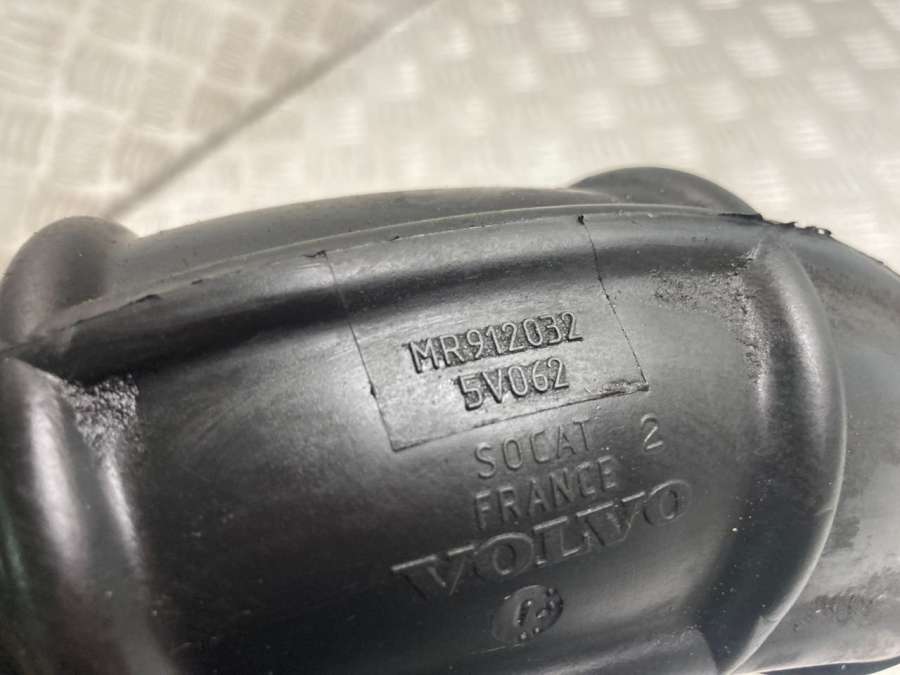 MR912032
5V062
SOCAT. 2
FRANCE
VOLVO